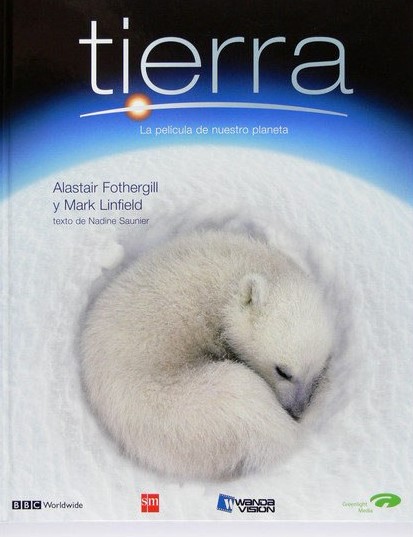 tierra
La película de nuestro planeta
Alastair Fothergill
y Mark Linfield
texto de Nadine Saunier
BBC Worldwide
sm
WANDA
VISION
Greenlight
Media